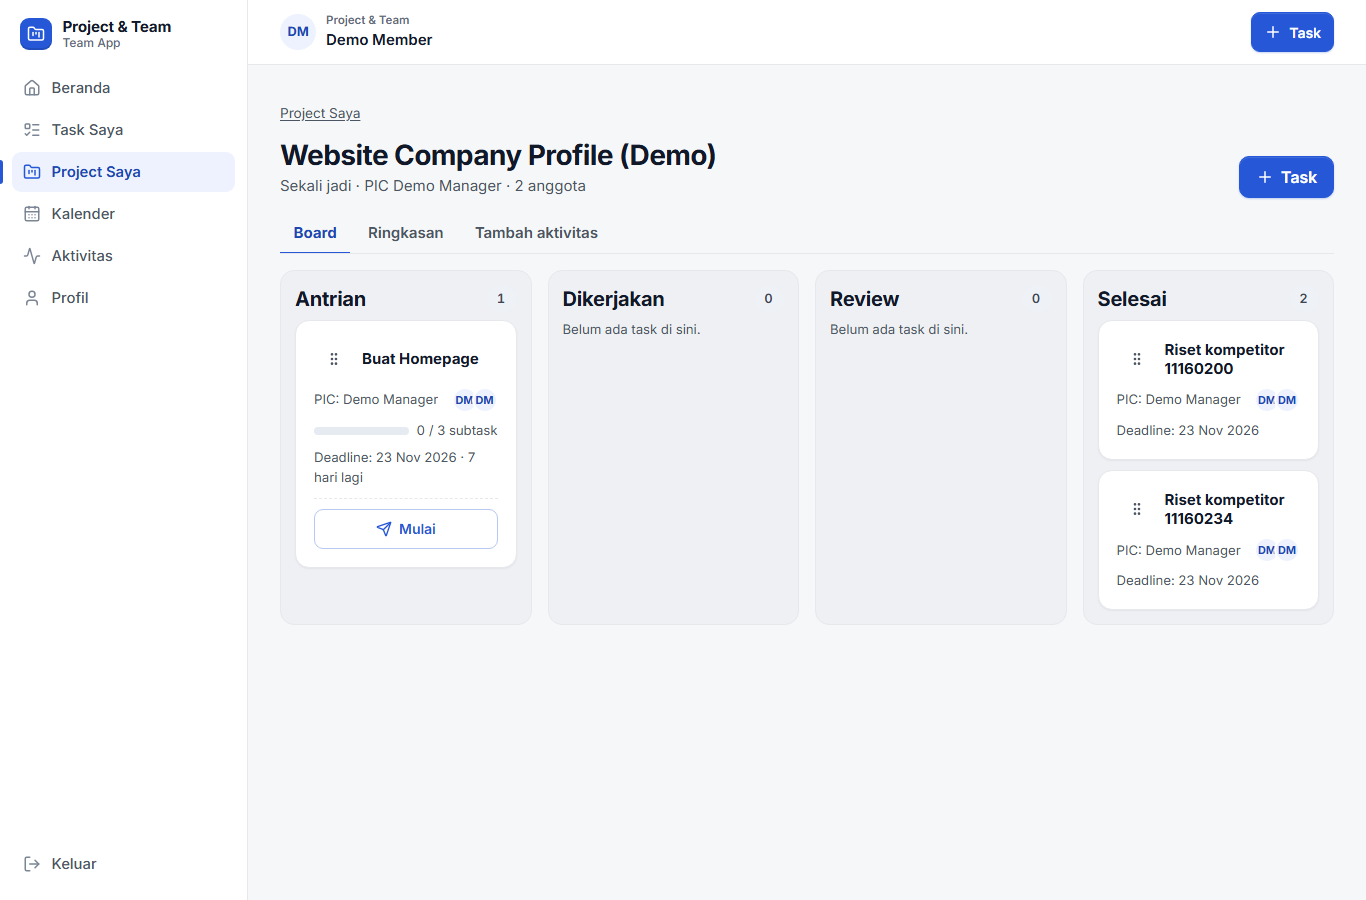 Project & Team
Team App
Beranda
Task Saya
Project Saya
Kalender
Aktivitas
Profil
Keluar
DM
Project & Team
Demo Member
+ Task
Project Saya
Website Company Profile (Demo)
Sekali jadi · PIC Demo Manager · 2 anggota
+ Task
Board
Ringkasan
Tambah aktivitas
Antrian 1
Buat Homepage
PIC: Demo Manager DM DM
0 / 3 subtask
Deadline: 23 Nov 2026 · 7
hari lagi
Mulai
Dikerjakan 0
Belum ada task di sini.
Review 0
Belum ada task di sini.
Selesai 2
Riset kompetitor
11160200
PIC: Demo Manager DM DM
Deadline: 23 Nov 2026
Riset kompetitor
11160234
PIC: Demo Manager DM DM
Deadline: 23 Nov 2026